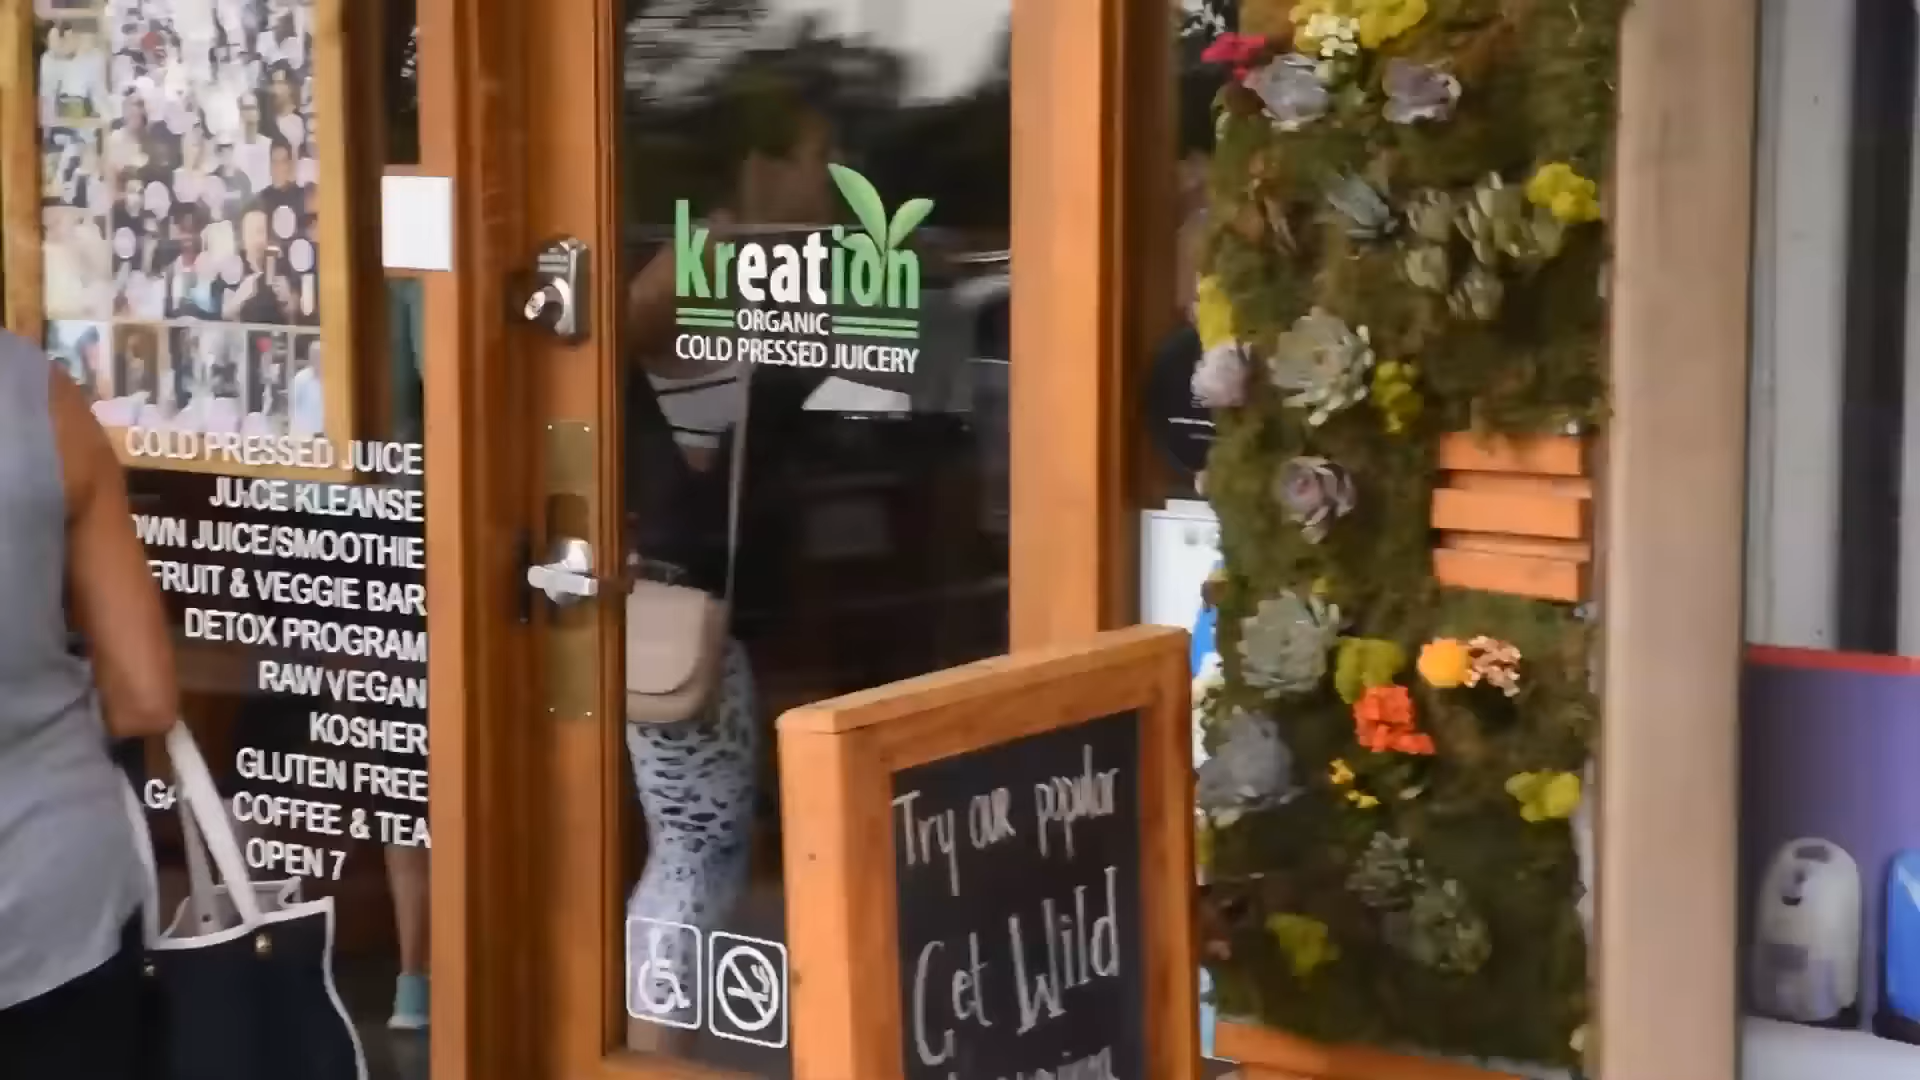 kreation
ORGANIC
COLD PRESSED JUICERY
COLD PRESSED JUICE
JUICE KLEANSE
OWN JUICE/SMOOTHIE
FRUIT & VEGGIE BAR
DETOX PROGRAM
RAW VEGAN
KOSHER
GLUTEN FREE
COFFEE & TEA
OPEN 7
Try our popular
Get Wild